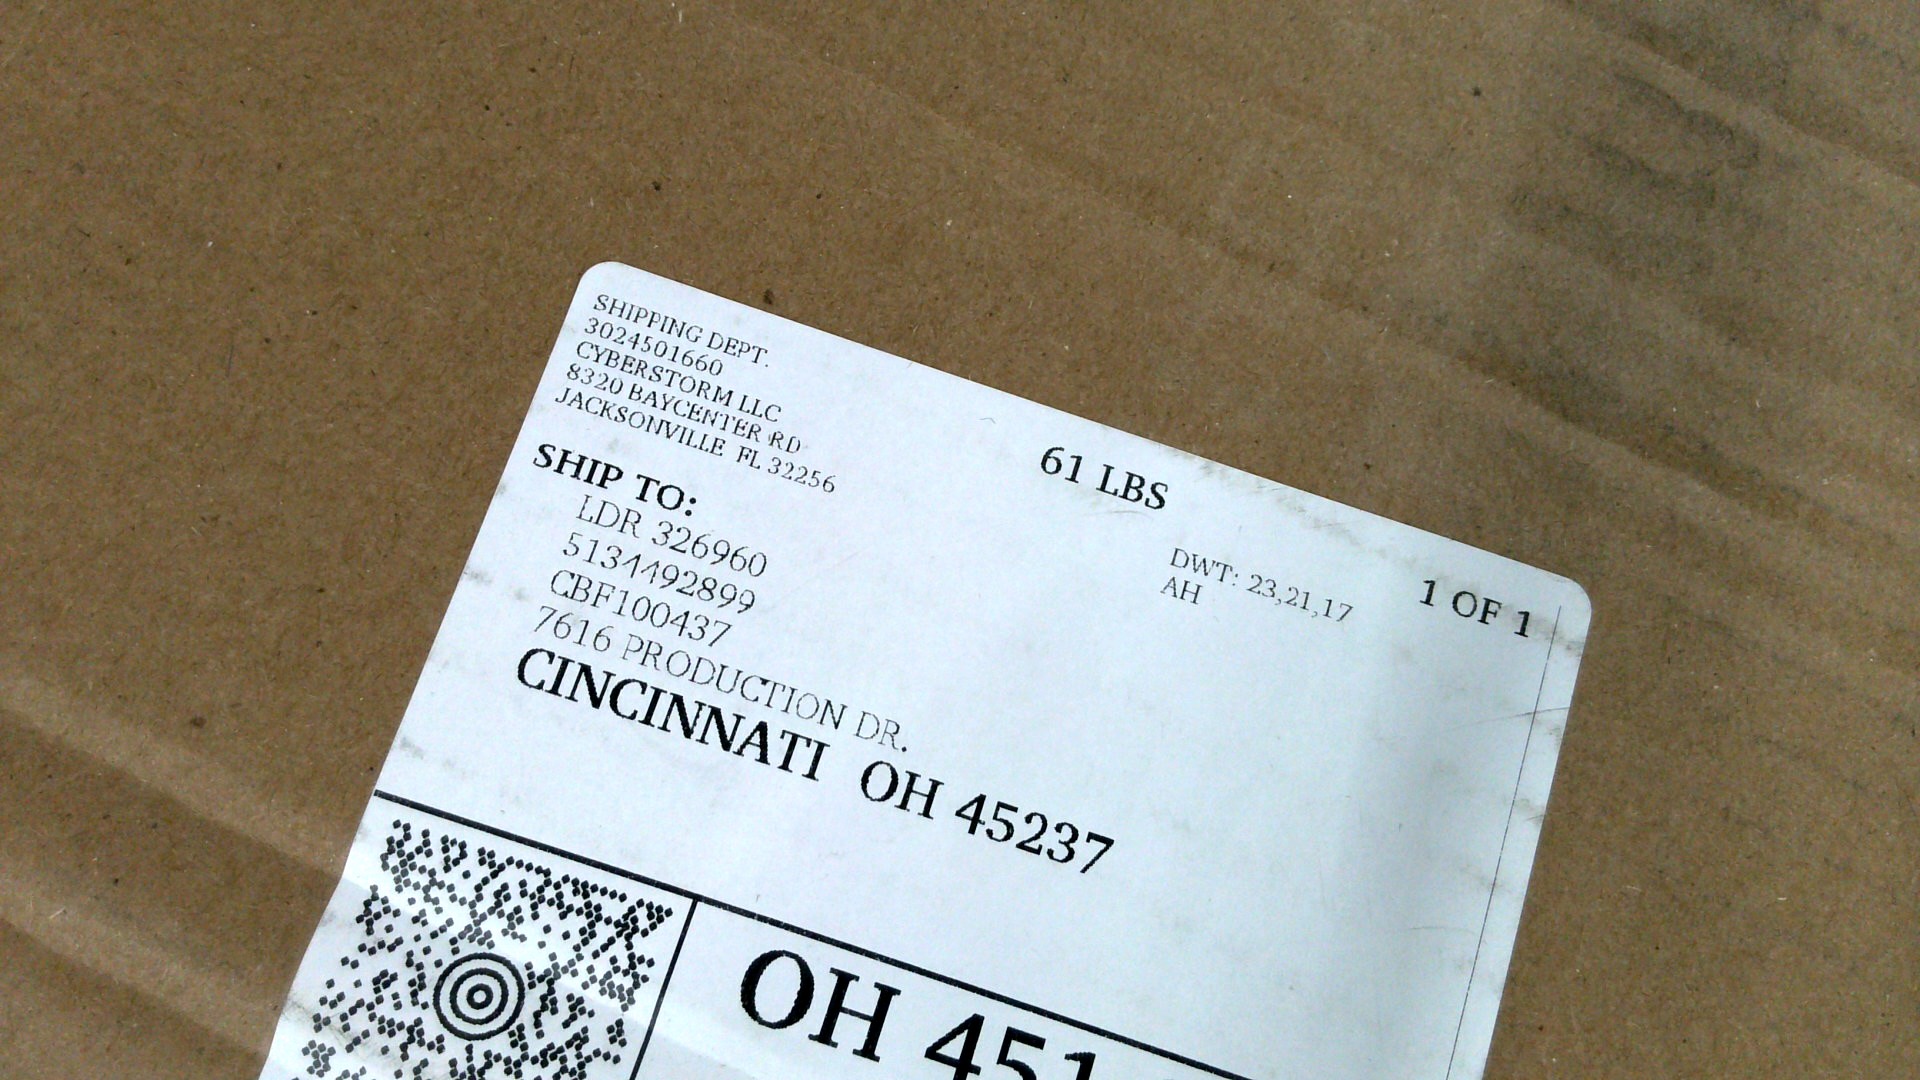 SHIPPING DEPT.
3024501660
CYBERSTORM LLC
8320 BAYCENTER RD
JACKSONVILLE FL 32256
61 LBS
1 OF 1
DWT: 23,21,17
AH
SHIP TO:
LDR 326960
5134492899
CBF100437
7616 PRODUCTION DR.
CINCINNATI OH 45237
OH 451